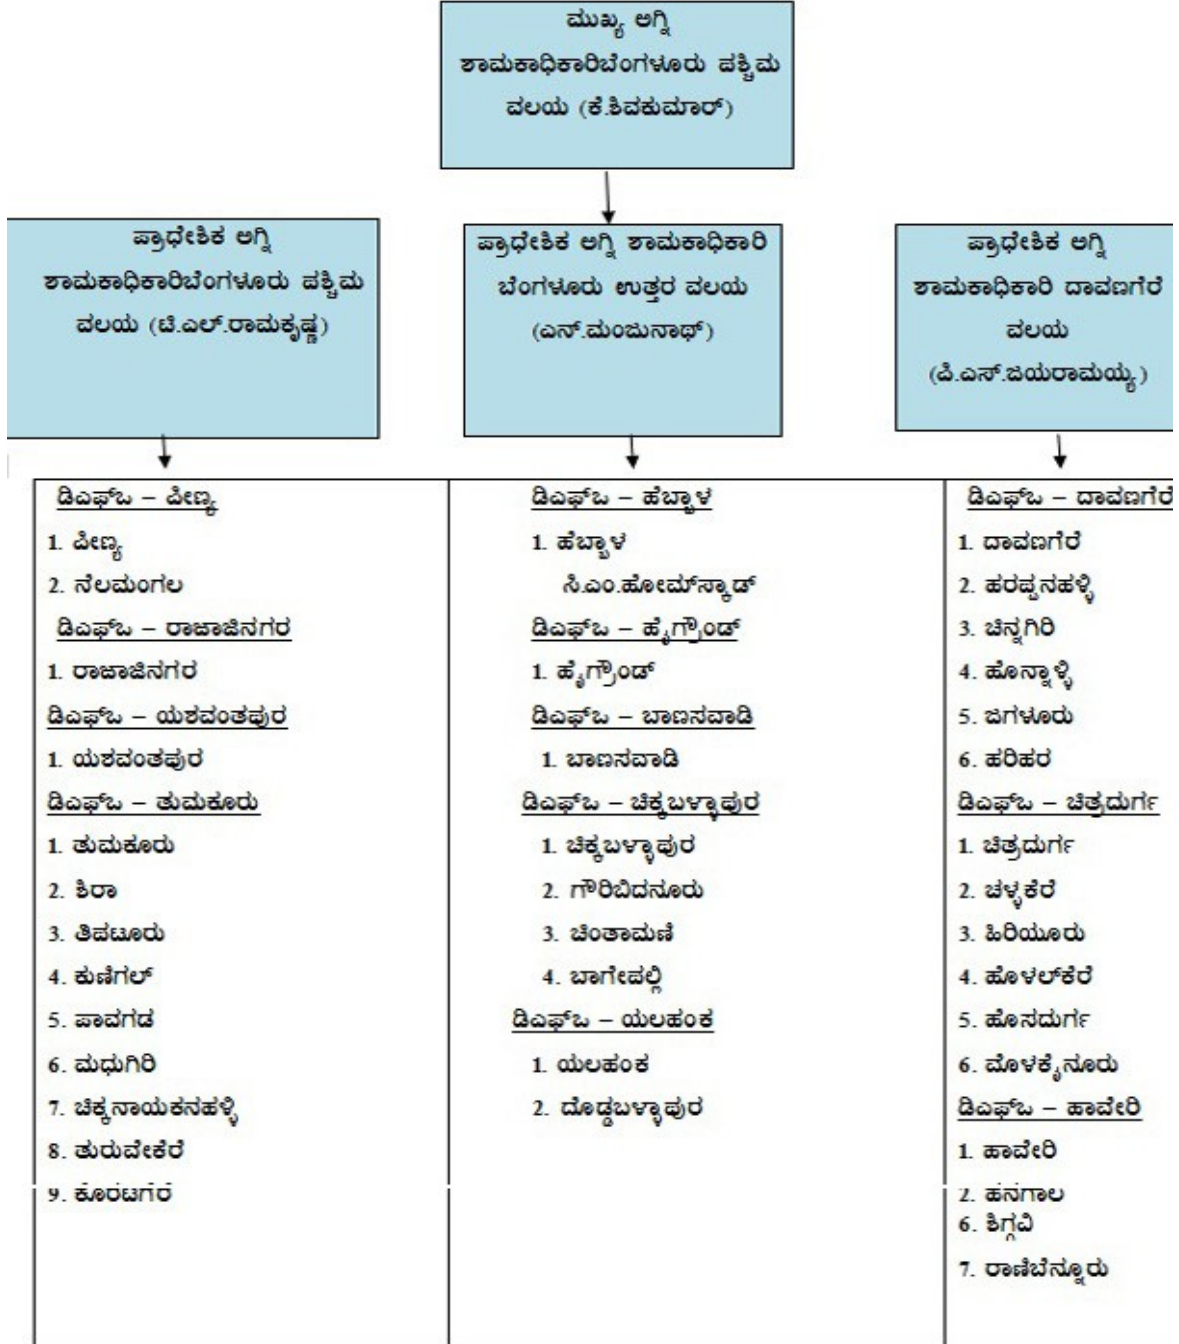 ಮುಖ್ಯ ಅಗ್ನಿ
ಶಾಮಕಾಧಿಕಾರಿಬೆಂಗಳೂರು ಪಶ್ಚಿಮ
ವಲಯ (ಕೆ.ಶಿವಕುಮಾರ್)
ಪ್ರಾಧೇಶಿಕ ಅಗ್ನಿ
ಶಾಮಕಾಧಿಕಾರಿಬೆಂಗಳೂರು ಪಶ್ಚಿಮ
ವಲಯ (ಟಿ.ಎಲ್.ರಾಮಕೃಷ್ಣ)
ಪ್ರಾಧೇಶಿಕ ಅಗ್ನಿ ಶಾಮಕಾಧಿಕಾರಿ
ಬೆಂಗಳೂರು ಉತ್ತರ ವಲಯ
(ಎನ್.ಮಂಜುನಾಥ್)
ಪ್ರಾಧೇಶಿಕ ಅಗ್ನಿ
ಶಾಮಕಾಧಿಕಾರಿ ದಾವಣಗೆರೆ
ವಲಯ
(ಪಿ.ಎಸ್.ಜಯರಾಮಯ್ಯ)
ಡಿಎಫ್ಒ – ಪೀಣ್ಯ
1. ಪೀಣ್ಯ
2. ನೆಲಮಂಗಲ
ಡಿಎಫ್ಒ – ರಾಜಾಜಿನಗರ
1. ರಾಜಾಜಿನಗರ
ಡಿಎಫ್ಒ – ಯಶವಂತಪುರ
1. ಯಶವಂತಪುರ
ಡಿಎಫ್ಒ – ತುಮಕೂರು
1. ತುಮಕೂರು
2. ಶಿರಾ
3. ತಿಪಟೂರು
4. ಕುಣಿಗಲ್
5. ಪಾವಗಡ
6. ಮಧುಗಿರಿ
7. ಚಿಕ್ಕನಾಯಕನಹಳ್ಳಿ
8. ತುರುವೇಕೆರೆ
9. ಕೊರಟಗೆರೆ
ಡಿಎಫ್ಒ – ಹೆಬ್ಬಾಳ
1. ಹೆಬ್ಬಾಳ
ಸಿ.ಎಂ.ಹೋಮ್‌ಸ್ಕಾಡ್
ಡಿಎಫ್ಒ – ಹೈಗ್ರೌಂಡ್
1. ಹೈಗ್ರೌಂಡ್
ಡಿಎಫ್ಒ – ಬಾಣಸವಾಡಿ
1. ಬಾಣಸವಾಡಿ
ಡಿಎಫ್ಒ – ಚಿಕ್ಕಬಳ್ಳಾಪುರ
1. ಚಿಕ್ಕಬಳ್ಳಾಪುರ
2. ಗೌರಿಬಿದನೂರು
3. ಚಿಂತಾಮಣಿ
4. ಬಾಗೇಪಲ್ಲಿ
ಡಿಎಫ್ಒ – ಯಲಹಂಕ
1. ಯಲಹಂಕ
2. ದೊಡ್ಡಬಳ್ಳಾಪುರ
ಡಿಎಫ್ಒ – ದಾವಣಗೆರೆ
1. ದಾವಣಗೆರೆ
2. ಹರಪ್ಪನಹಳ್ಳಿ
3. ಚಿನ್ನಗಿರಿ
4. ಹೊನ್ನಾಳ್ಳಿ
5. ಜಗಳೂರು
6. ಹರಿಹರ
ಡಿಎಫ್ಒ – ಚಿತ್ರದುರ್ಗ
1. ಚಿತ್ರದುರ್ಗ
2. ಚಳ್ಳಕೆರೆ
3. ಹಿರಿಯೂರು
4. ಹೊಳಲ್‌ಕೆರೆ
5. ಹೊಸದುರ್ಗ
6. ಮೊಳಕೈನೂರು
ಡಿಎಫ್ಒ – ಹಾವೇರಿ
1. ಹಾವೇರಿ
2. ಹನಗಾಲ
6. ಶಿಗ್ಗವಿ
7. ರಾಣಿಬೆನ್ನೂರು